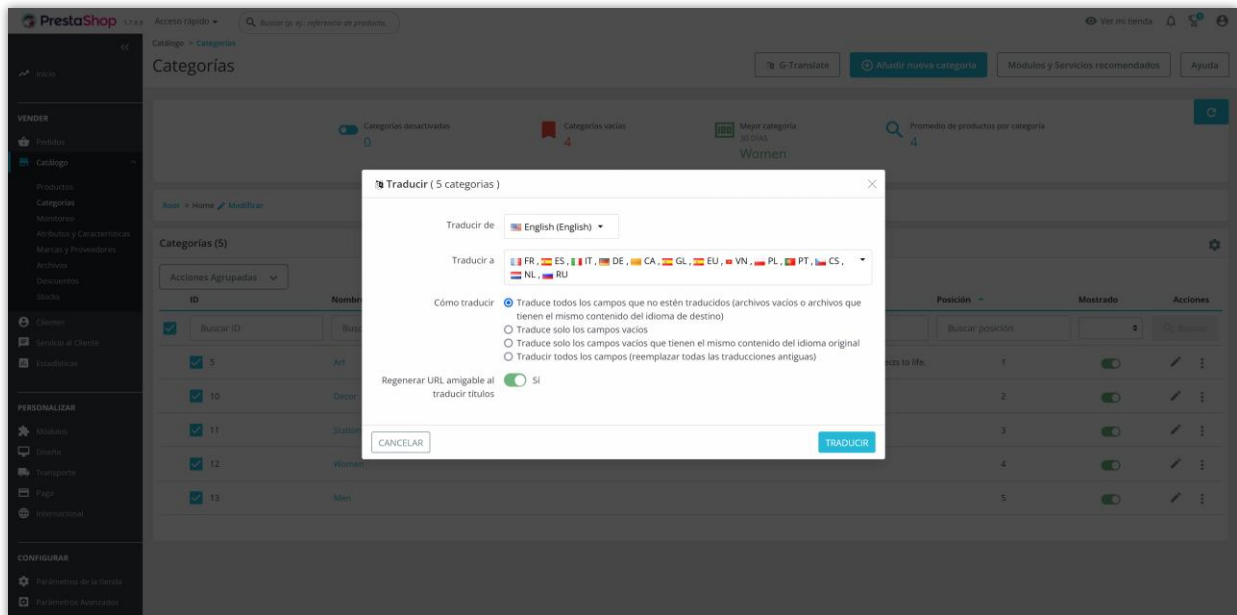 PrestaShop 1.7.8.8 Acceso rápido Buscar (p. ej.: referencia de producto,
Ver mi tienda
Catálogo > Categorías
Categorías
G-Translate
Añadir nueva categoría
Módulos y Servicios recomendados
Ayuda
Inicio
VENDER
Pedidos
Catálogo
Productos
Categorías
Monitoreo
Atributos y Características
Marcas y Proveedores
Archivos
Descuentos
Stocks
Clientes
Servicio al Cliente
Estadísticas
PERSONALIZAR
Módulos
Diseño
Transporte
Pago
Internacional
CONFIGURAR
Parámetros de la tienda
Parámetros Avanzados
Categorías desactivadas
0
Categorías vacías
4
Mejor categoría
30 DÍAS
Women
Promedio de productos por categoría
4
Root > Home Modificar
Categorías (5)
Acciones Agrupadas
ID Nombr Posición Mostrado Acciones
Buscar ID Busc Buscar posición Buscar
5 Art ects to life. 1
10 Decor 2
11 Station 3
12 Women 4
13 Men 5
Traducir ( 5 categorias )
Traducir de English (English)
Traducir a FR , ES , IT , DE , CA , GL , EU , VN , PL , PT , CS ,
NL , RU
Cómo traducir Traduce todos los campos que no estén traducidos (archivos vacíos o archivos que
tienen el mismo contenido del idioma de destino)
Traduce solo los campos vacíos
Traduce solo los campos vacíos que tienen el mismo contenido del idioma original
Traducir todos los campos (reemplazar todas las traducciones antiguas)
Regenerar URL amigable al
traducir títulos
Sí
CANCELAR
TRADUCIR